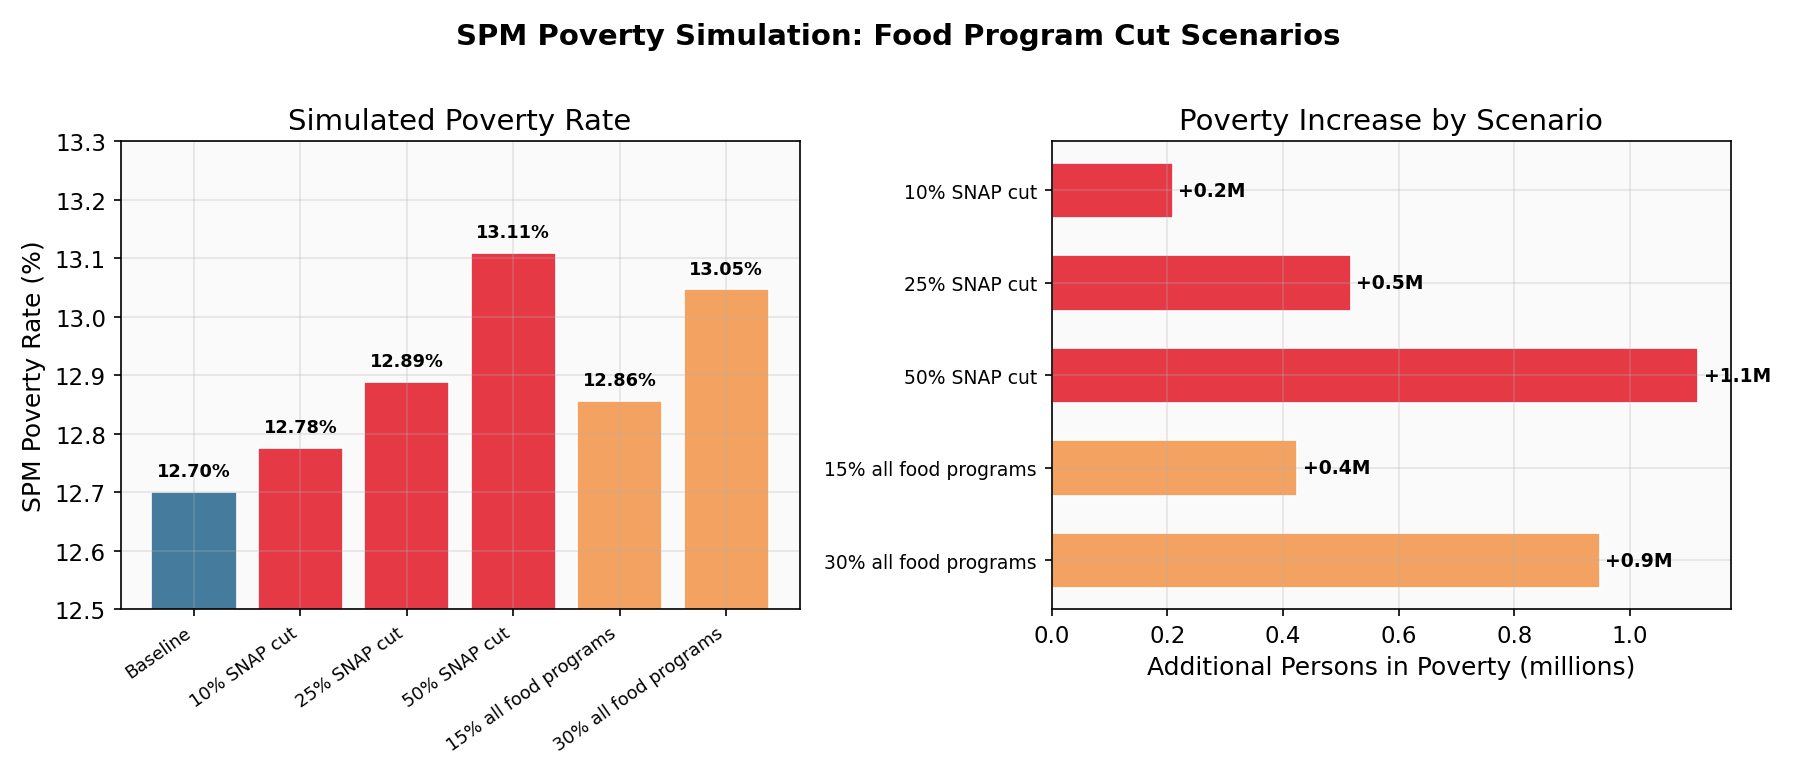 SPM Poverty Simulation: Food Program Cut Scenarios
Simulated Poverty Rate
SPM Poverty Rate (%)
13.3
13.2
13.1
13.0
12.9
12.8
12.7
12.6
12.5
12.70%
12.78%
12.89%
13.11%
12.86%
13.05%
Baseline
10% SNAP cut
25% SNAP cut
50% SNAP cut
15% all food programs
30% all food programs
Poverty Increase by Scenario
10% SNAP cut
+0.2M
25% SNAP cut
+0.5M
50% SNAP cut
+1.1M
15% all food programs
+0.4M
30% all food programs
+0.9M
0.0
0.2
0.4
0.6
0.8
1.0
Additional Persons in Poverty (millions)